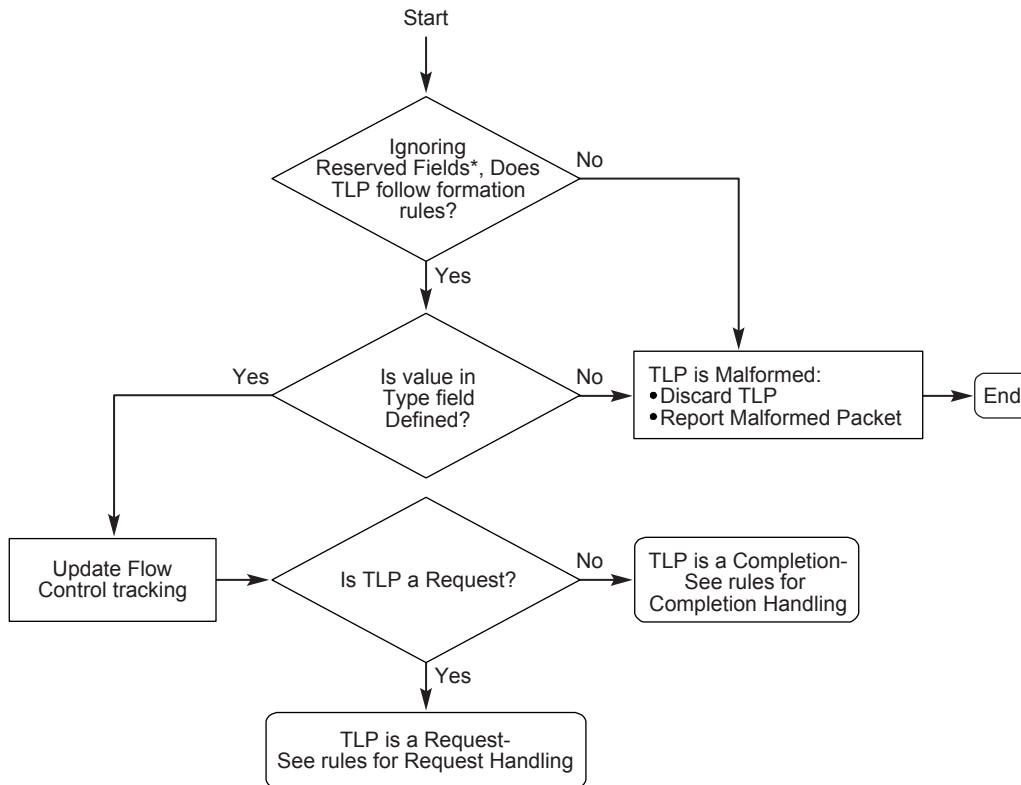 Start
Ignoring
Reserved Fields*, Does
TLP follow formation
rules?
No
Yes
Is value in
Type field
Defined?
Yes
No
TLP is Malformed:
•Discard TLP
•Report Malformed Packet
End
Update Flow
Control tracking
Is TLP a Request?
No
TLP is a Completion-
See rules for
Completion Handling
Yes
TLP is a Request-
See rules for Request Handling